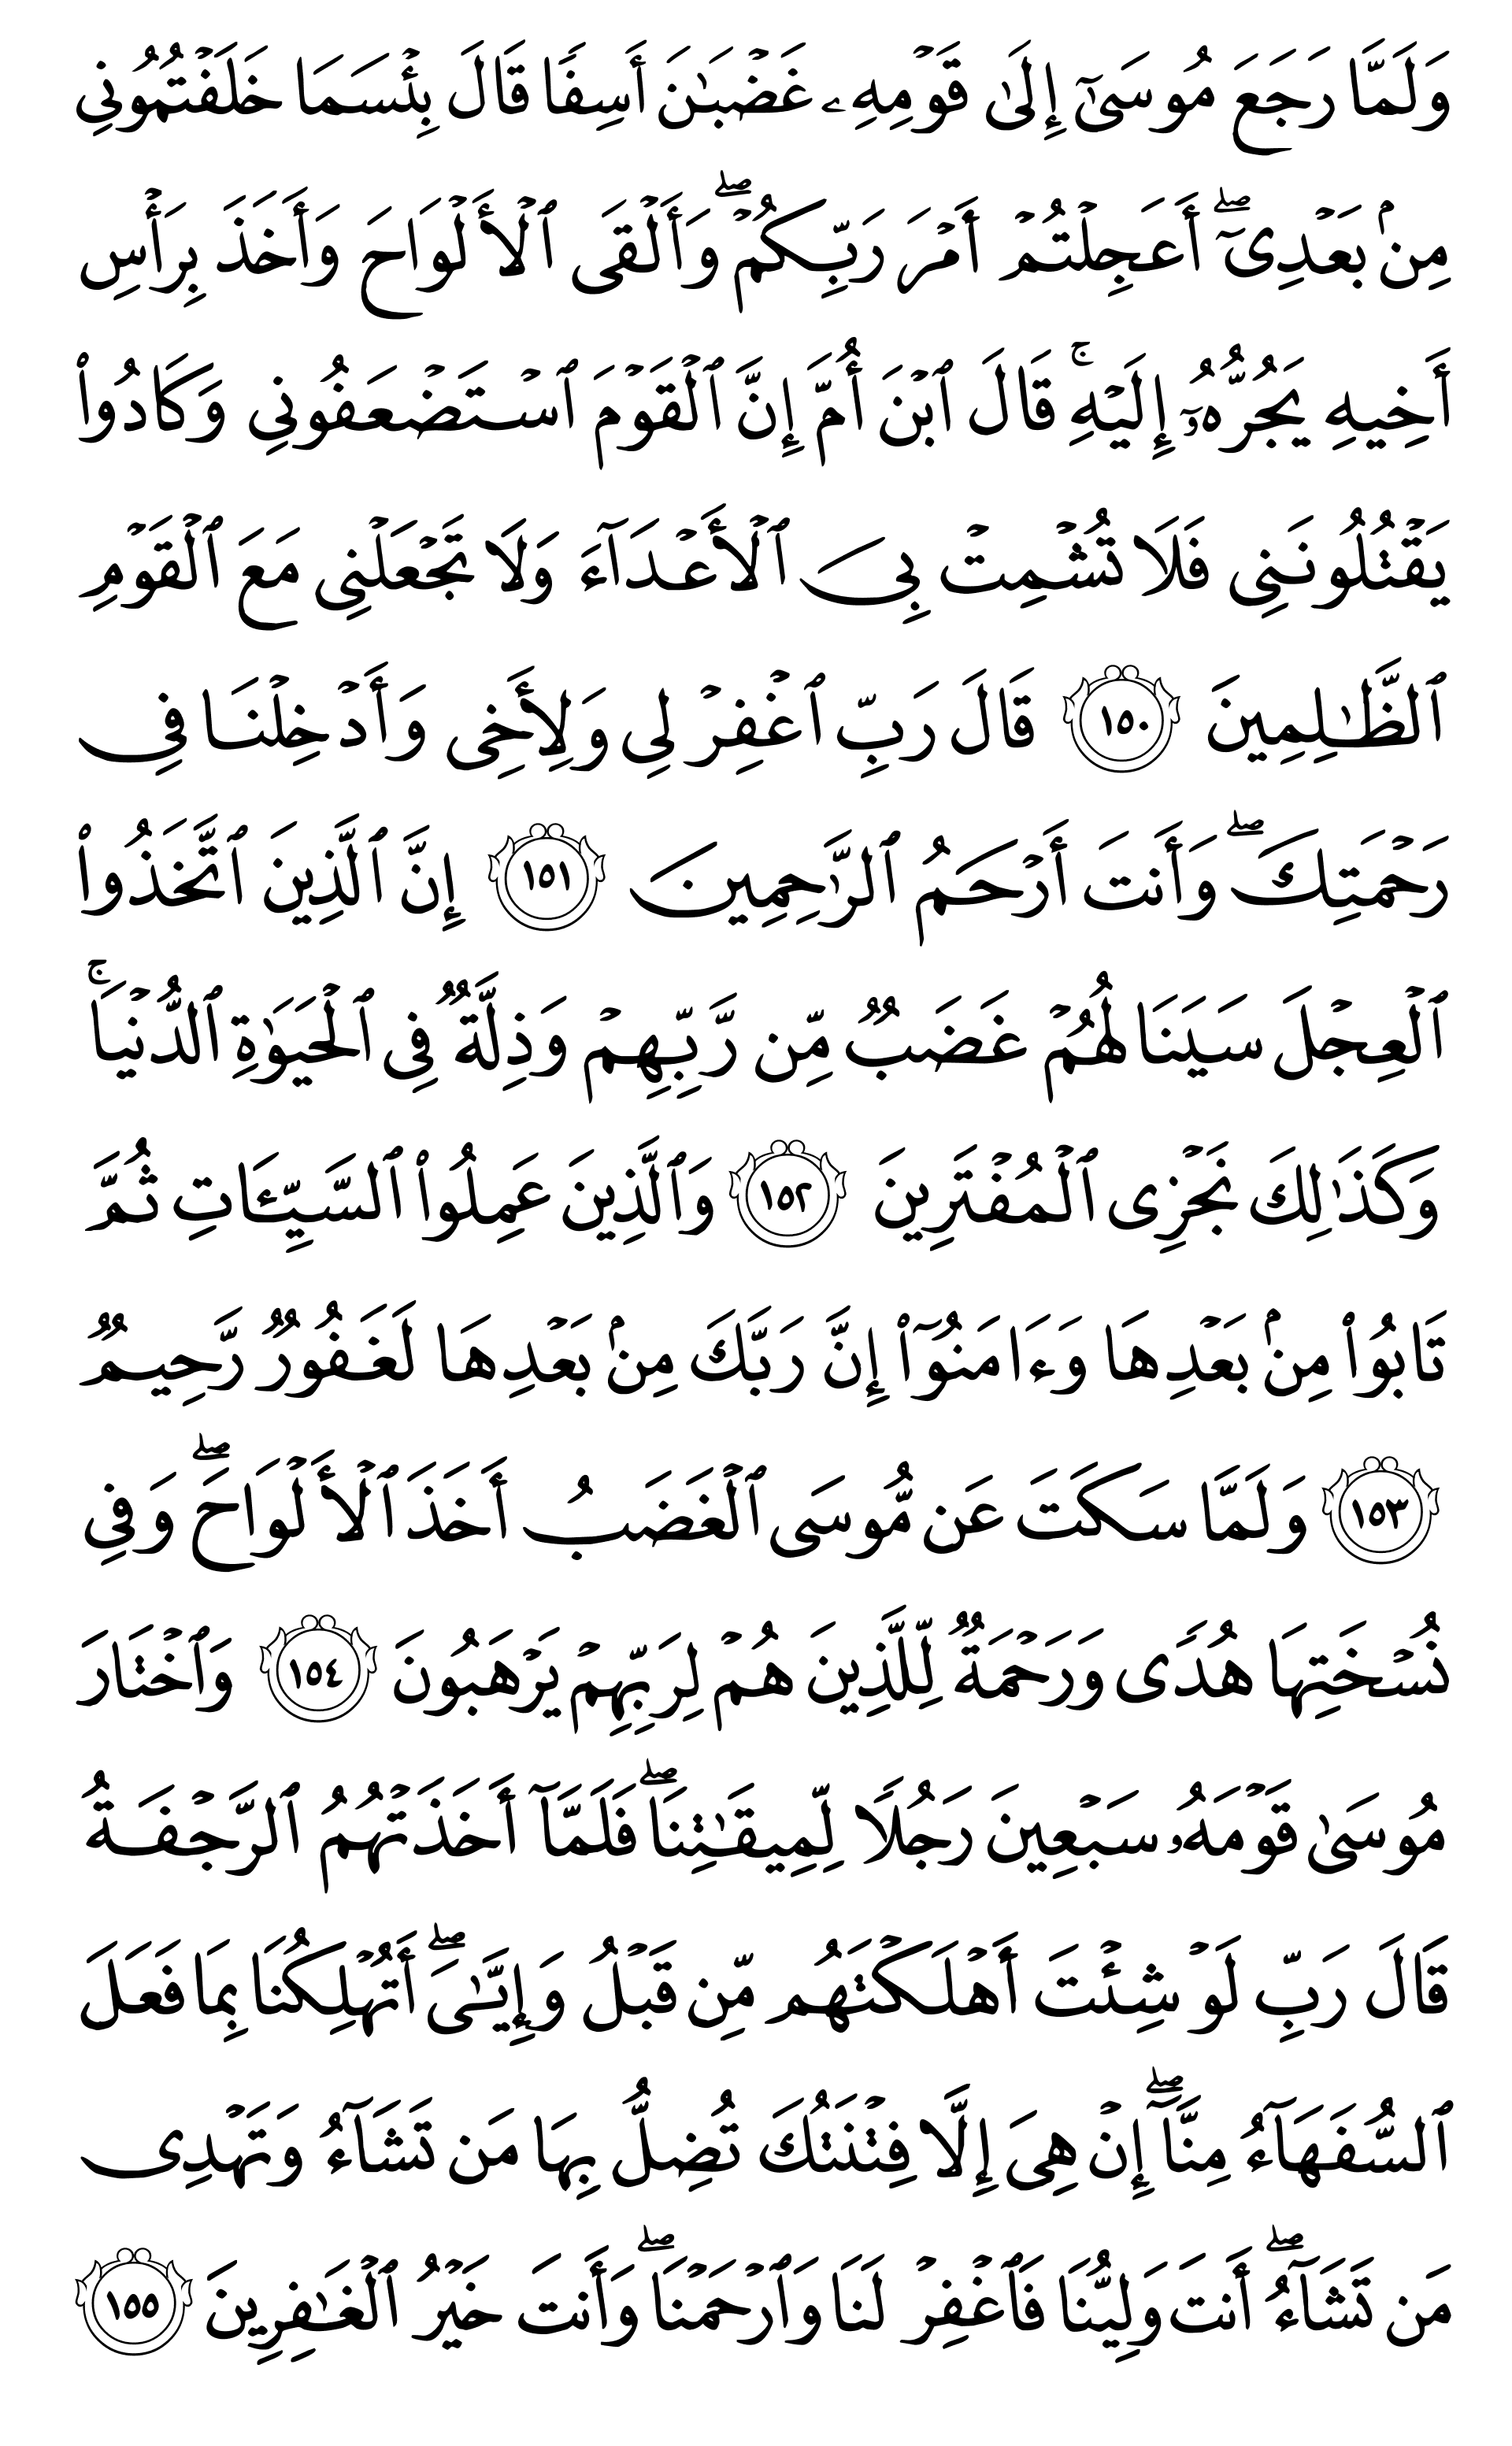 وَلَمَّا رَجَعَ مُوسَىٰٓ إِلَىٰ قَوْمِهِۦ غَضْبَٰنَ أَسِفًا قَالَ بِئْسَمَا خَلَفْتُمُونِي
مِنۢ بَعْدِىٓۖ أَعَجِلْتُمْ أَمْرَ رَبِّكُمْۖ وَأَلْقَى ٱلْأَلْوَاحَ وَأَخَذَ بِرَأْسِ
أَخِيهِ يَجُرُّهُۥٓ إِلَيْهِۚ قَالَ ٱبْنَ أُمَّ إِنَّ ٱلْقَوْمَ ٱسْتَضْعَفُونِي وَكَادُوا۟
يَقْتُلُونَنِى فَلَا تُشْمِتْ بِىَ ٱلْأَعْدَآءَ وَلَا تَجْعَلْنِى مَعَ ٱلْقَوْمِ
ٱلظَّٰلِمِينَ ١٥٠ قَالَ رَبِّ ٱغْفِرْ لِي وَلِأَخِى وَأَدْخِلْنَا فِى
رَحْمَتِكَۖ وَأَنتَ أَرْحَمُ ٱلرَّٰحِمِينَ ١٥١ إِنَّ ٱلَّذِينَ ٱتَّخَذُوا۟
ٱلْعِجْلَ سَيَنَالُهُمْ غَضَبٌ مِّن رَّبِّهِمْ وَذِلَّةٌ فِي ٱلْحَيَوٰةِ ٱلدُّنْيَاۚ
وَكَذَٰلِكَ نَجْزِى ٱلْمُفْتَرِينَ ١٥٢ وَٱلَّذِينَ عَمِلُوا۟ ٱلسَّيِّـَٔاتِ ثُمَّ
تَابُوا۟ مِنۢ بَعْدِهَا وَءَامَنُوٓا۟ إِنَّ رَبَّكَ مِنۢ بَعْدِهَا لَغَفُورٌ رَّحِيمٌ
١٥٣ وَلَمَّا سَكَتَ عَن مُّوسَى ٱلْغَضَبُ أَخَذَ ٱلْأَلْوَاحَۖ وَفِي
نُسْخَتِهَا هُدًى وَرَحْمَةٌ لِّلَّذِينَ هُمْ لِرَبِّهِمْ يَرْهَبُونَ ١٥٤ وَٱخْتَارَ
مُوسَىٰ قَوْمَهُۥ سَبْعِينَ رَجُلًا لِّمِيقَٰتِنَاۖ فَلَمَّآ أَخَذَتْهُمُ ٱلرَّجْفَةُ
قَالَ رَبِّ لَوْ شِئْتَ أَهْلَكْتَهُم مِّن قَبْلُ وَإِيَّٰىَۖ أَتُهْلِكُنَا بِمَا فَعَلَ
ٱلسُّفَهَآءُ مِنَّآۖ إِنْ هِىَ إِلَّا فِتْنَتُكَ تُضِلُّ بِهَا مَن تَشَآءُ وَتَهْدِى
مَن تَشَآءُۖ أَنتَ وَلِيُّنَا فَٱغْفِرْ لَنَا وَٱرْحَمْنَاۖ وَأَنتَ خَيْرُ ٱلْغَٰفِرِينَ ١٥٥